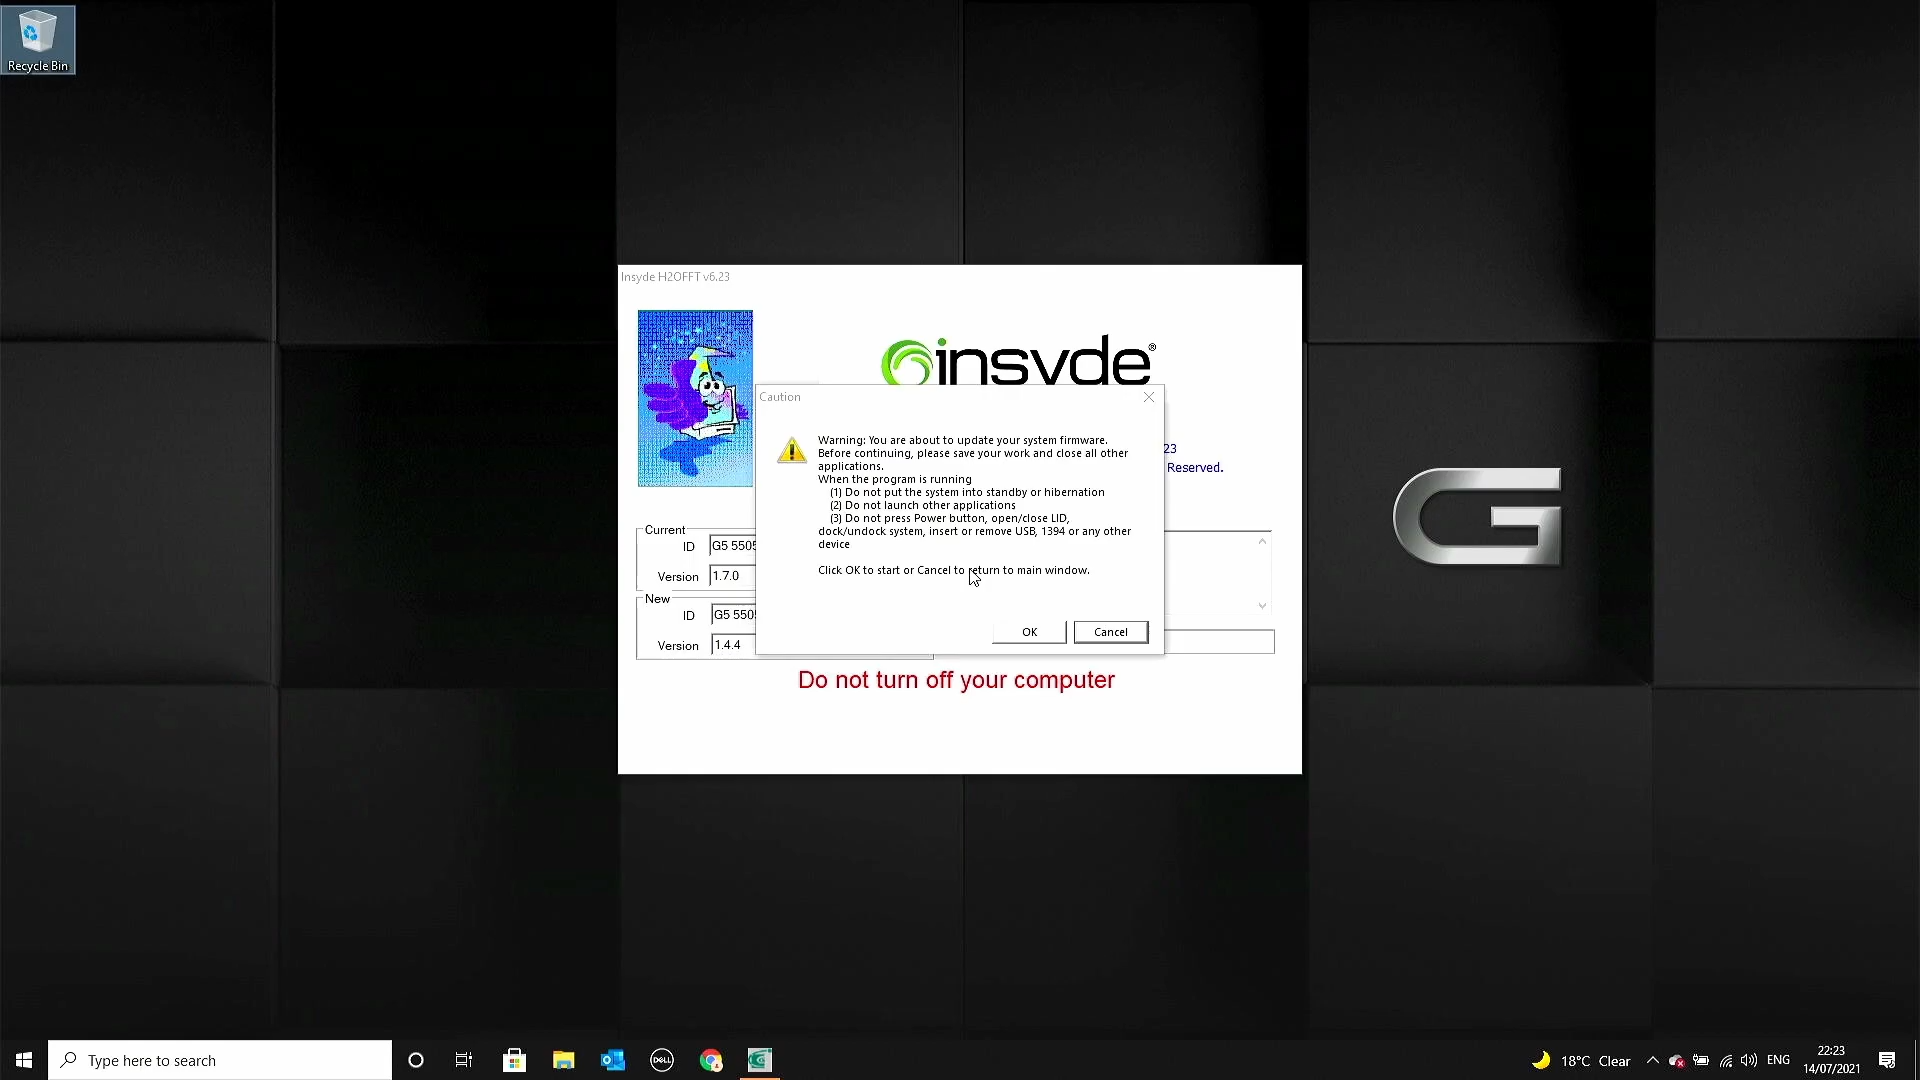 Recycle Bin
Insyde H2OFFT v6.23
insyde®
Caution
Warning: You are about to update your system firmware.
Before continuing, please save your work and close all other
applications.
When the program is running
(1) Do not put the system into standby or hibernation
(2) Do not launch other applications
(3) Do not press Power button, open/close LID,
dock/undock system, insert or remove USB, 1394 or any other
device
Click OK to start or Cancel to return to main window.
OK
Cancel
23
Reserved.
Current
ID G5 5505
Version 1.7.0
New
ID G5 550
Version 1.4.4
Do not turn off your computer
G
Type here to search
DELL
18°C Clear
ENG
22:23
14/07/2021